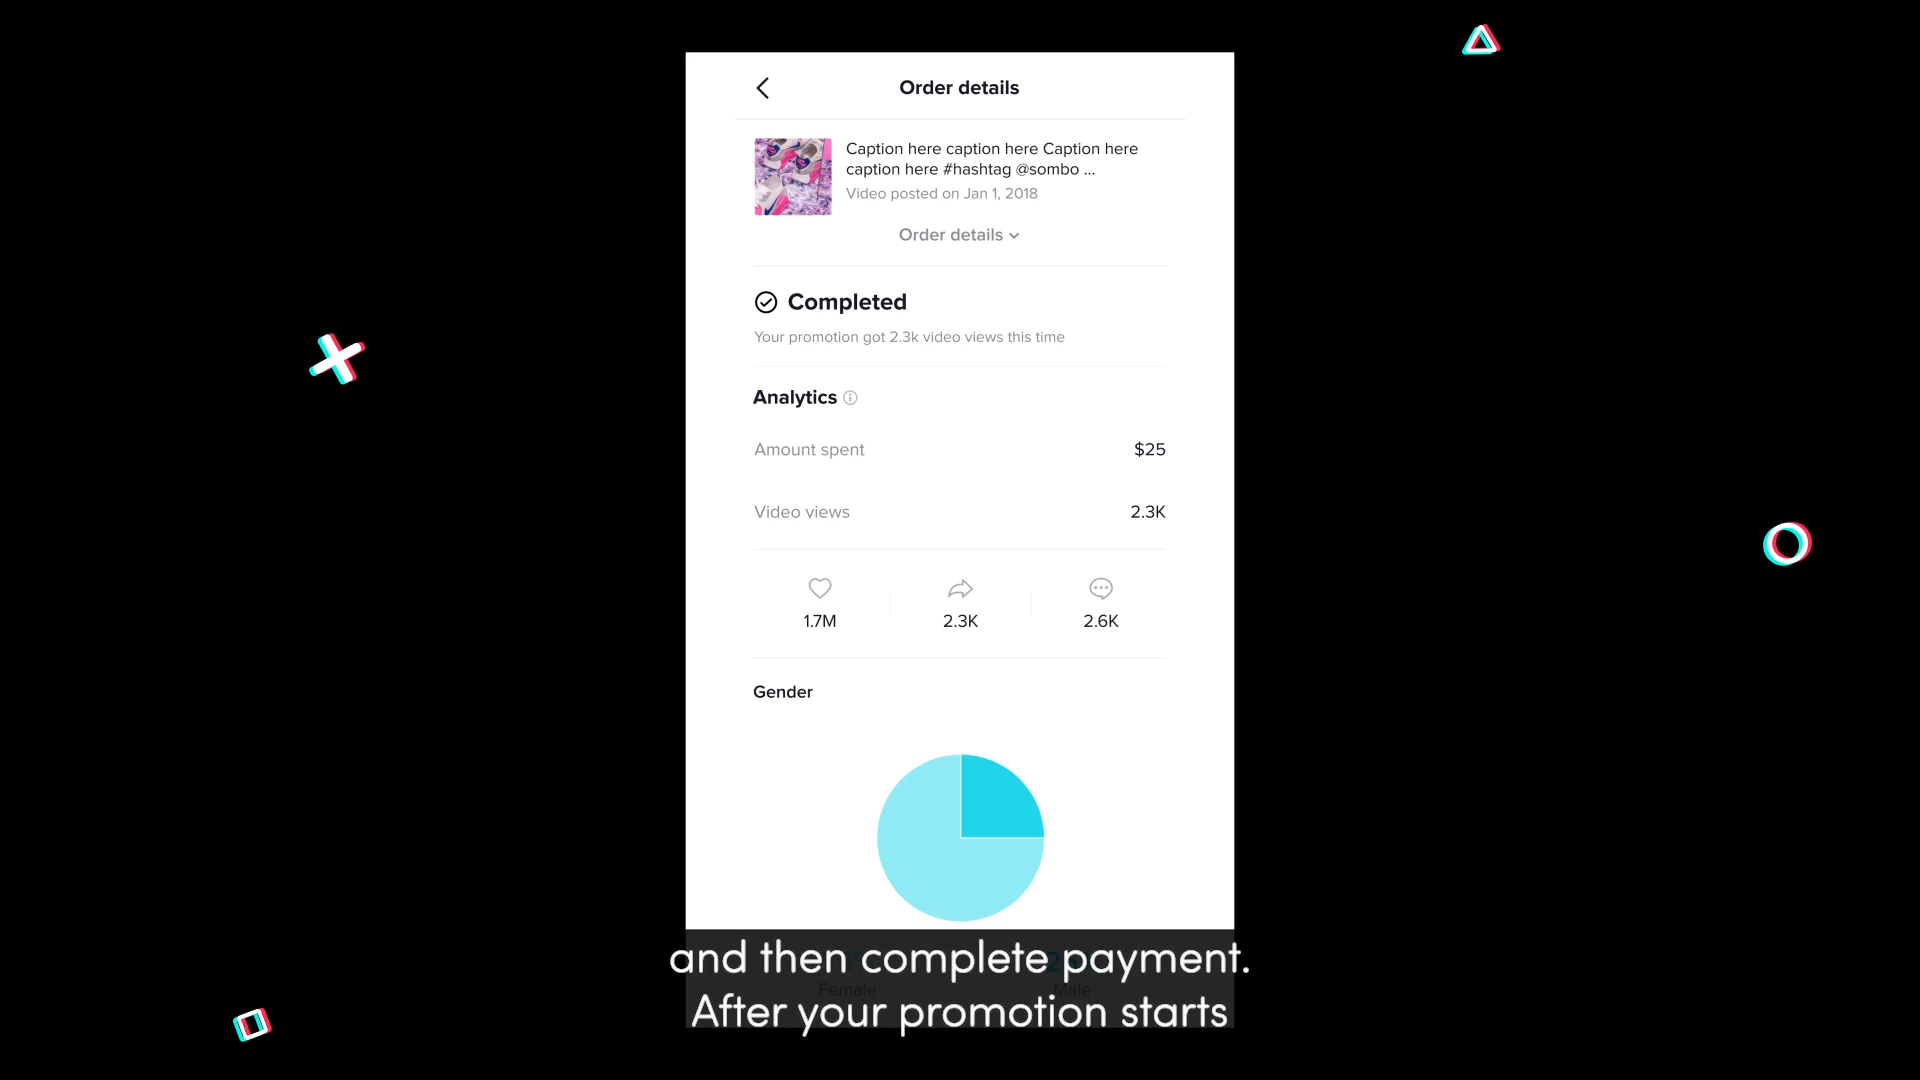 Order details
Caption here caption here Caption here
caption here #hashtag @sombo ...
Video posted on Jan 1, 2018
Order details
Completed
Your promotion got 2.3k video views this time
Analytics
Amount spent $25
Video views 2.3K
1.7M 2.3K 2.6K
Gender
and then complete payment.
Female Male
After your promotion starts